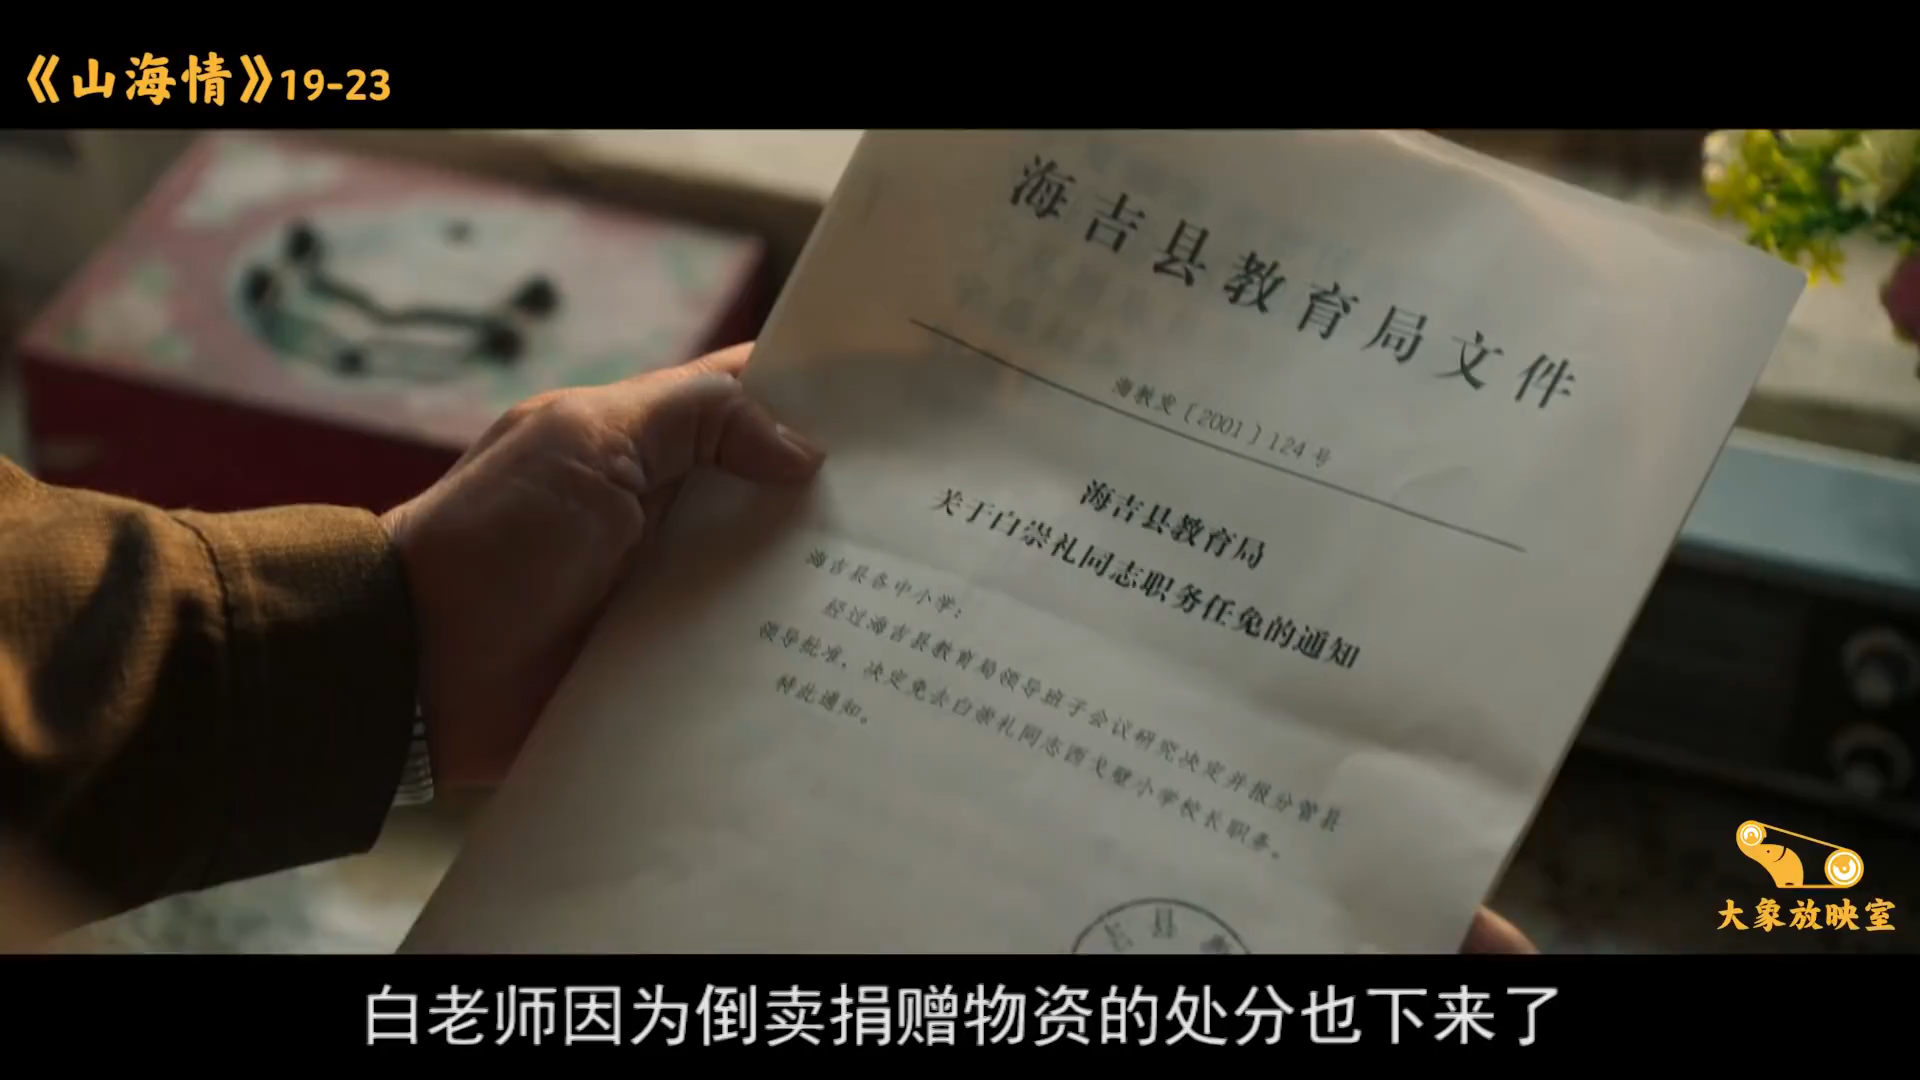 《山海情》19-23
海吉县教育局文件
海教发〔2001〕124号
海吉县教育局
关于白崇礼同志职务任免的通知
海吉县各中小学：
经过海吉县教育局领导班子会议研究决定并报分管县
领导批准，决定免去白崇礼同志西戈壁小学校长职务。
特此通知。
吉县教
大象放映室
白老师因为倒卖捐赠物资的处分也下来了